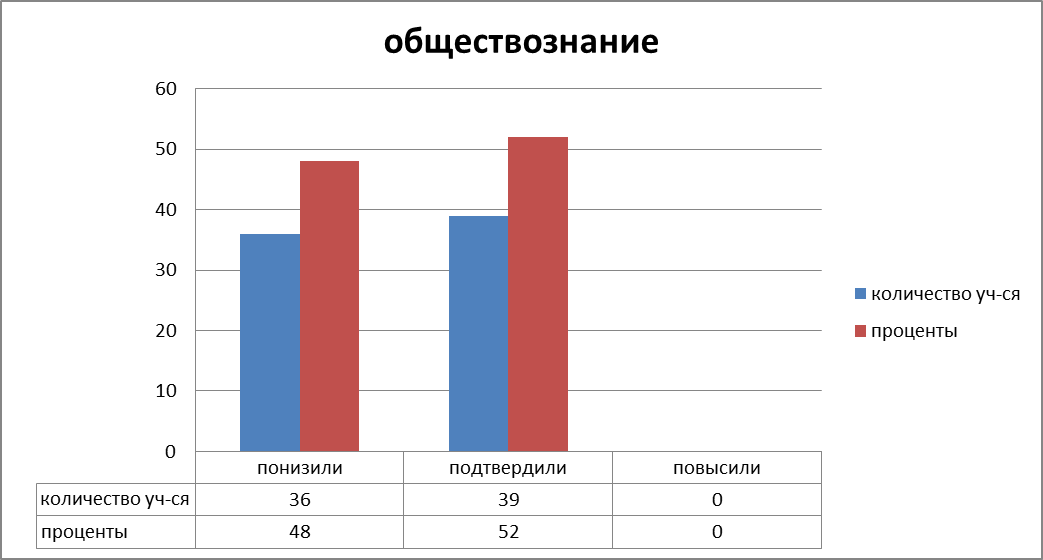 обществознание
60
50
40
30
20
10
0
количество уч-ся
проценты
понизили подтвердили повысили
количество уч-ся 36 39 0
проценты 48 52 0